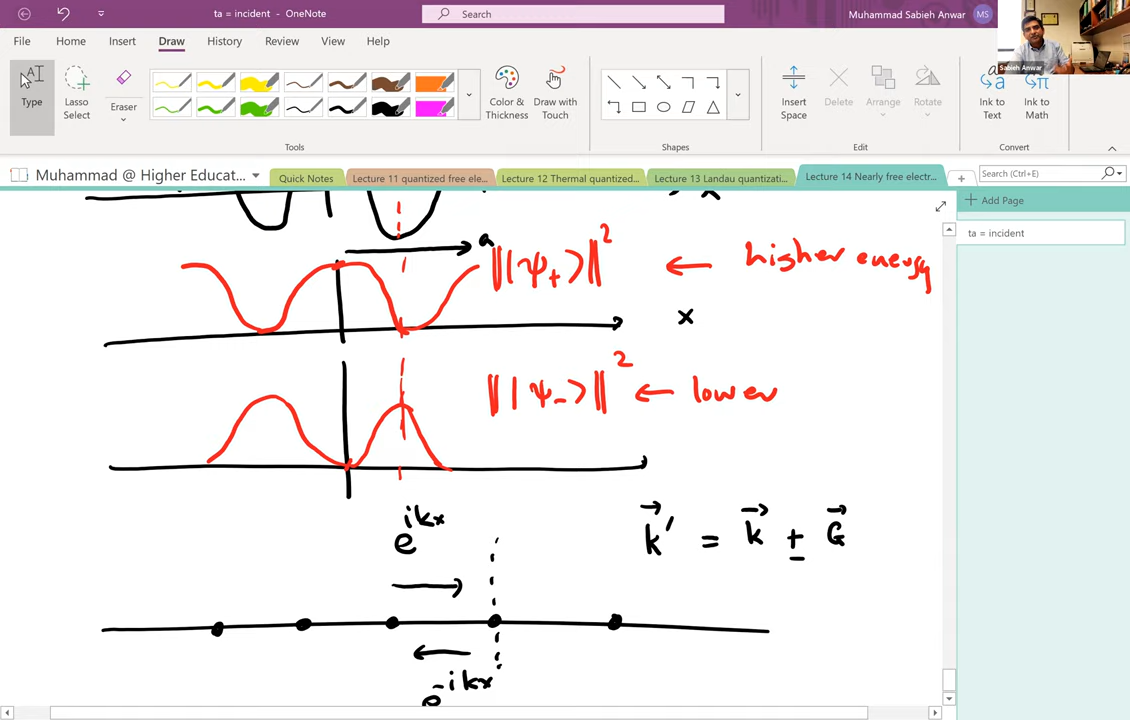 ta = incident - OneNote
Search
Muhammad Sabieh Anwar
MS
Sabieh Anwar
File
Home
Insert
Draw
History
Review
View
Help
Type
Lasso Select
Eraser
Color & Thickness
Draw with Touch
Insert Space
Delete
Arrange
Rotate
Ink to Text
Ink to Math
Tools
Shapes
Edit
Convert
Muhammad @ Higher Educat...
Quick Notes
Lecture 11 quantized free ele...
Lecture 12 Thermal quantized...
Lecture 13 Landau quantizati...
Lecture 14 Nearly free electr...
Search (Ctrl+E)
Add Page
ta = incident
a
|| |ψ+⟩ ||² ← higher energy
x
|| |ψ-⟩ ||² ← lower
e^ikx
k⃗' = k⃗ ± G⃗
e^-ikx